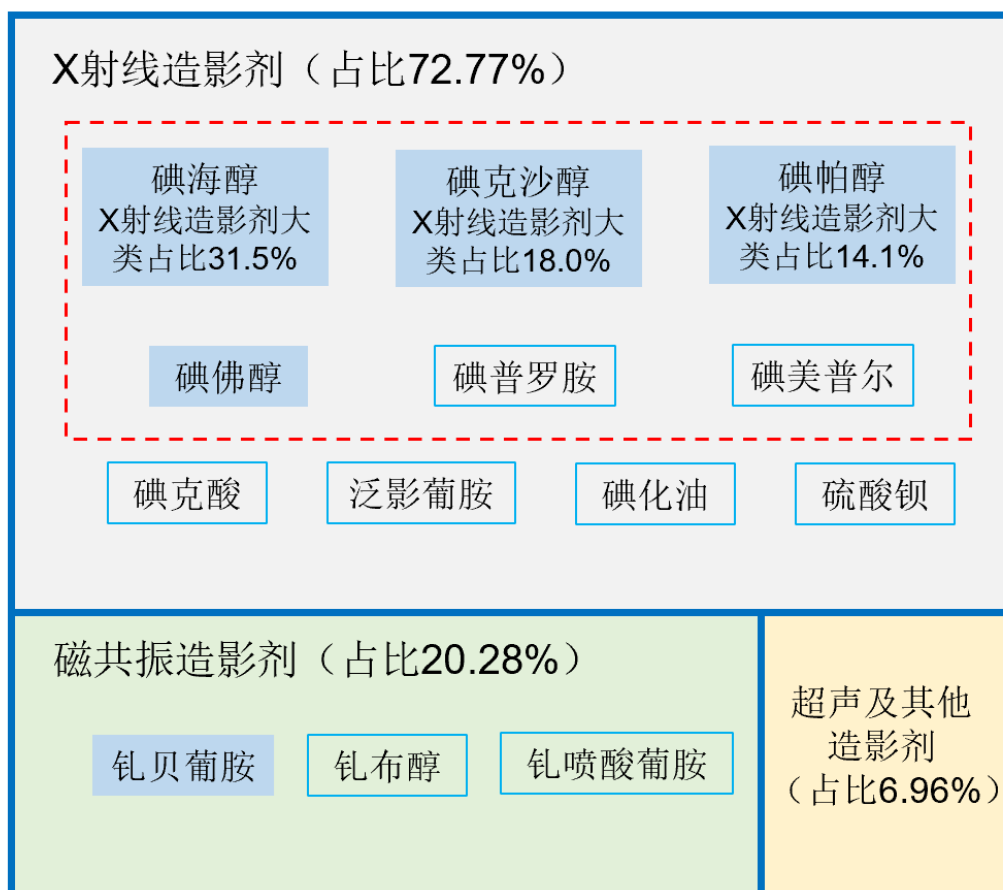 X射线造影剂（占比72.77%）
碘海醇
X射线造影剂大
类占比31.5%
碘克沙醇
X射线造影剂大
类占比18.0%
碘帕醇
X射线造影剂大
类占比14.1%
碘佛醇
碘普罗胺
碘美普尔
碘克酸
泛影葡胺
碘化油
硫酸钡
磁共振造影剂（占比20.28%）
钆贝葡胺
钆布醇
钆喷酸葡胺
超声及其他
造影剂
（占比6.96%）